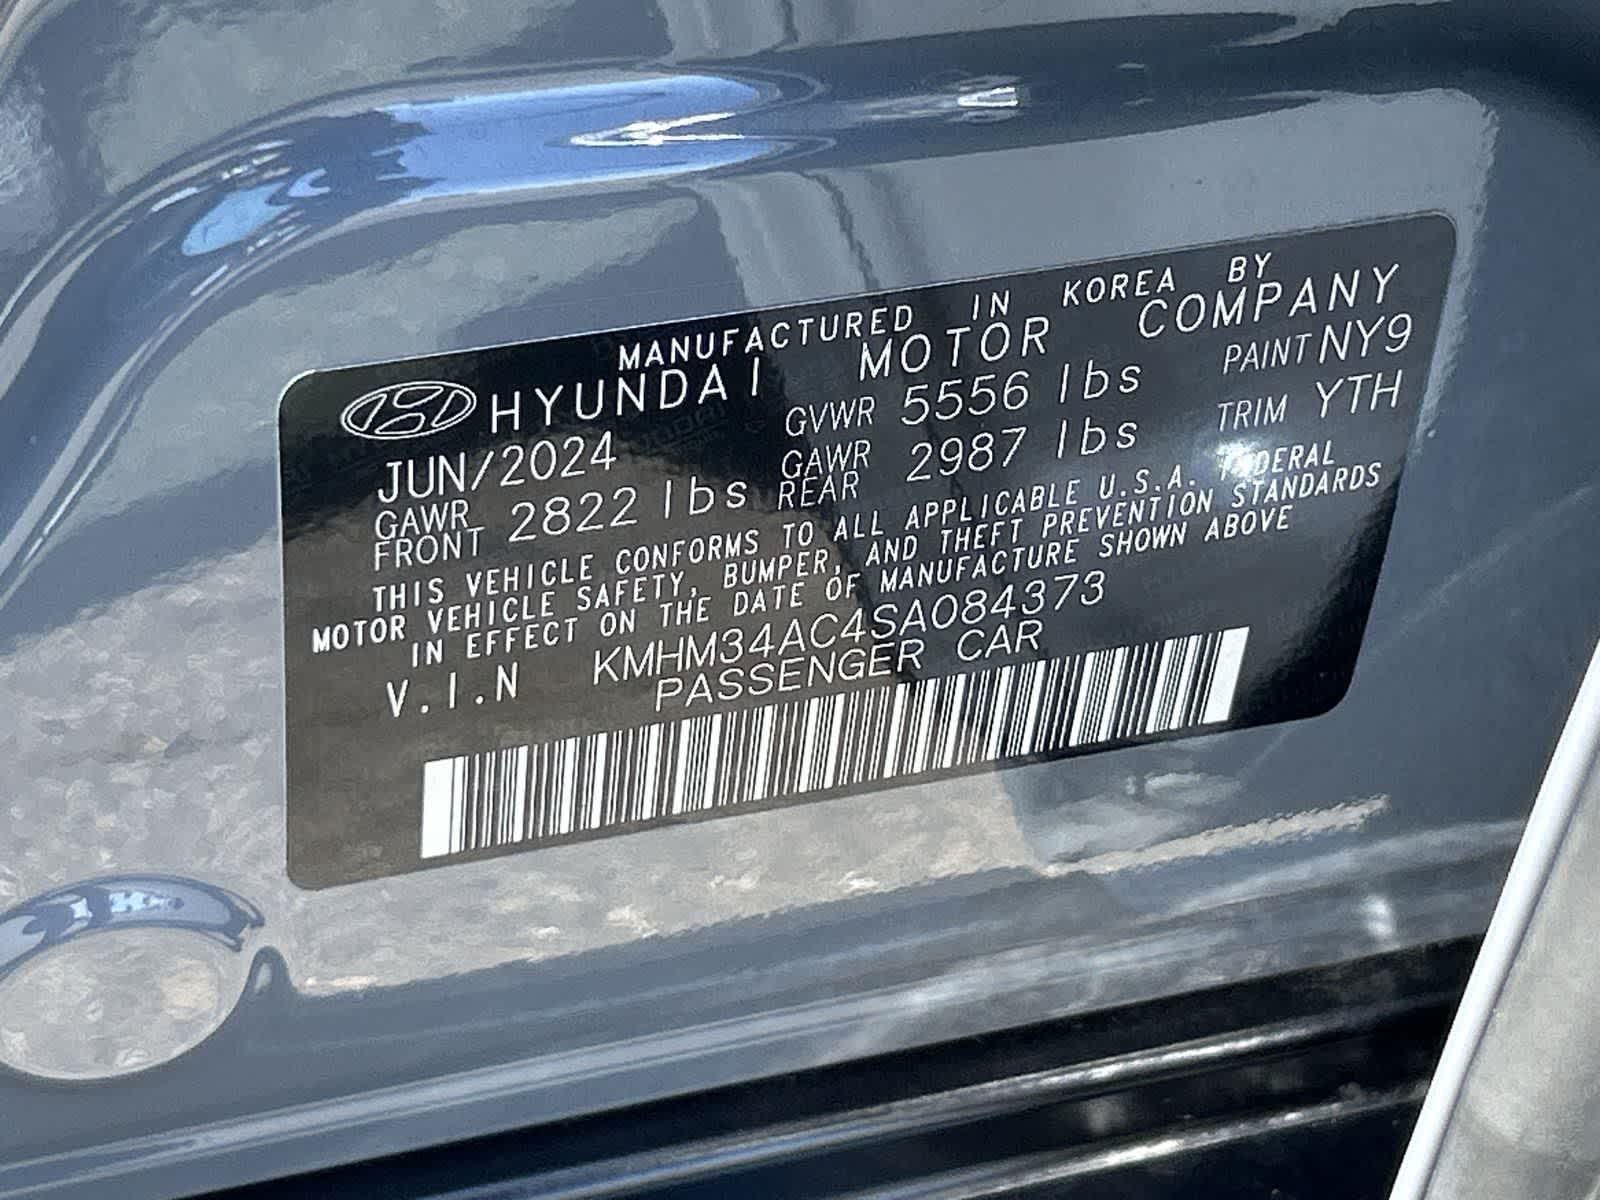 MANUFACTURED IN KOREA BY
HYUNDAI MOTOR COMPANY
JUN/2024 GVWR 5556 lbs PAINT NY9
GAWR FRONT 2822 lbs GAWR REAR 2987 lbs TRIM YTH
THIS VEHICLE CONFORMS TO ALL APPLICABLE U.S.A. FEDERAL
MOTOR VEHICLE SAFETY, BUMPER, AND THEFT PREVENTION STANDARDS
IN EFFECT ON THE DATE OF MANUFACTURE SHOWN ABOVE
V.I.N KMHM34AC4SA084373
PASSENGER CAR